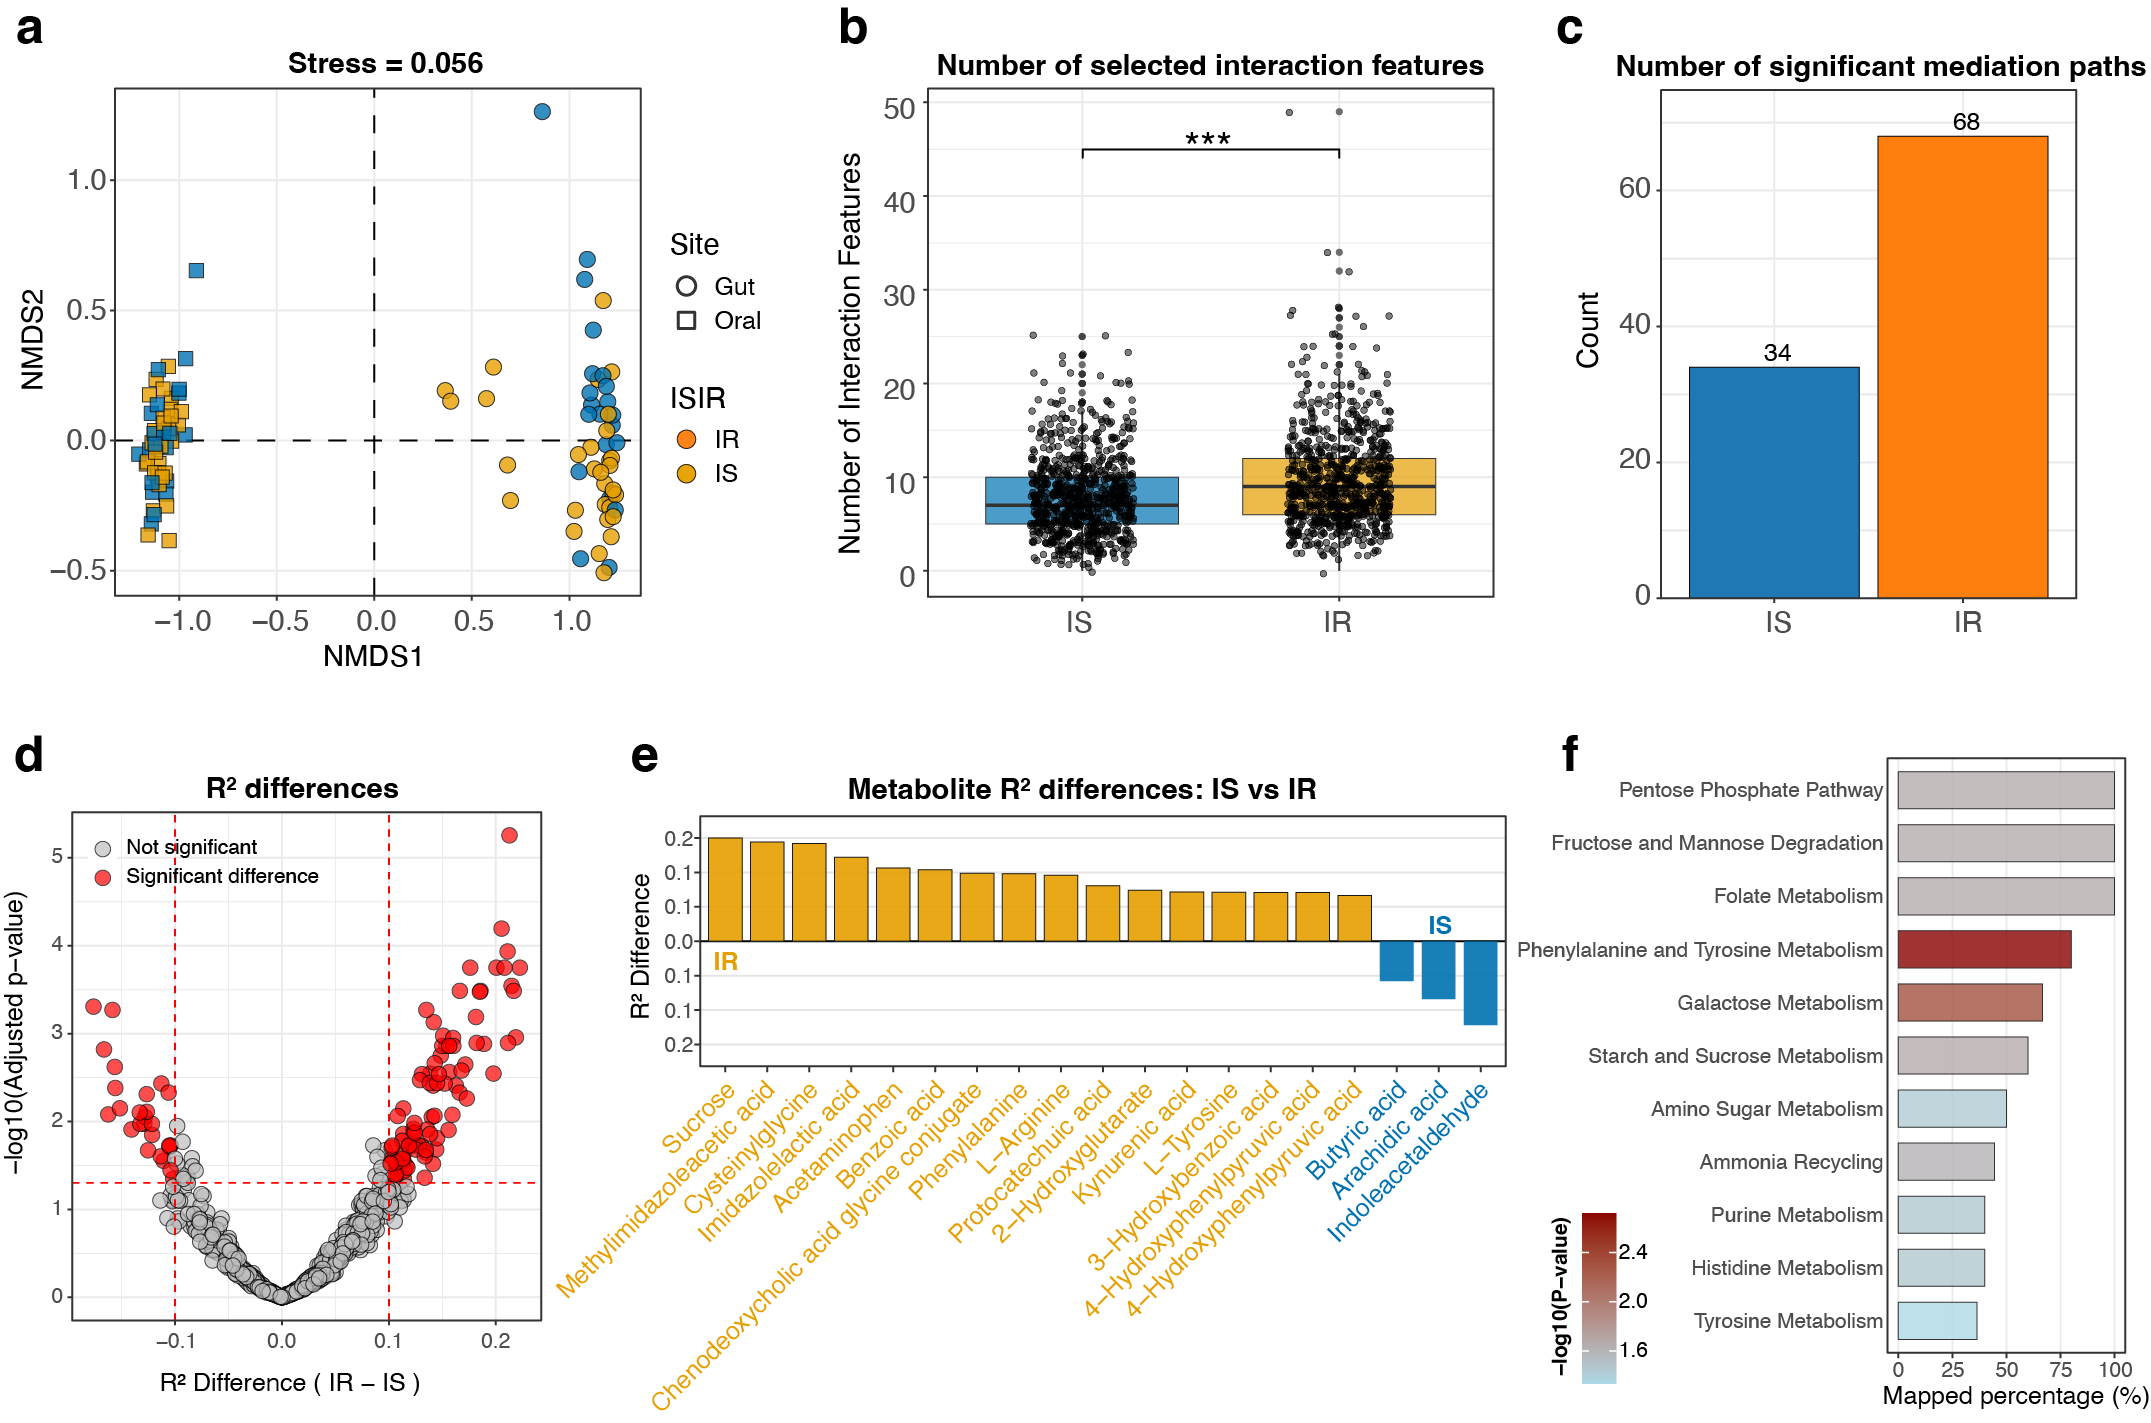 a
Stress = 0.056
NMDS2
1.0
0.5
0.0
−0.5
−1.0
−0.5
0.0
0.5
1.0
NMDS1
Site
Gut
Oral
ISIR
IR
IS
b
Number of selected interaction features
***
Number of Interaction Features
50
40
30
20
10
0
IS
IR
c
Number of significant mediation paths
68
34
Count
60
40
20
0
IS
IR
d
R² differences
Not significant
Significant difference
−log10(Adjusted p−value)
5
4
3
2
1
0
−0.1
0.0
0.1
0.2
R² Difference ( IR − IS )
e
Metabolite R² differences: IS vs IR
R² Difference
0.2
0.1
0.1
0.0
0.1
0.1
0.2
IR
IS
Sucrose
Methylimidazoleacetic acid
Cysteinylglycine
Imidazolelactic acid
Acetaminophen
Benzoic acid
Chenodeoxycholic acid glycine conjugate
Phenylalanine
L−Arginine
Protocatechuic acid
2−Hydroxyglutarate
Kynurenic acid
L−Tyrosine
3−Hydroxybenzoic acid
4−Hydroxyphenylpyruvic acid
4−Hydroxyphenylpyruvic acid
Butyric acid
Arachidic acid
Indoleacetaldehyde
f
Pentose Phosphate Pathway
Fructose and Mannose Degradation
Folate Metabolism
Phenylalanine and Tyrosine Metabolism
Galactose Metabolism
Starch and Sucrose Metabolism
Amino Sugar Metabolism
Ammonia Recycling
Purine Metabolism
Histidine Metabolism
Tyrosine Metabolism
0
25
50
75
100
Mapped percentage (%)
−log10(P−value)
2.4
2.0
1.6